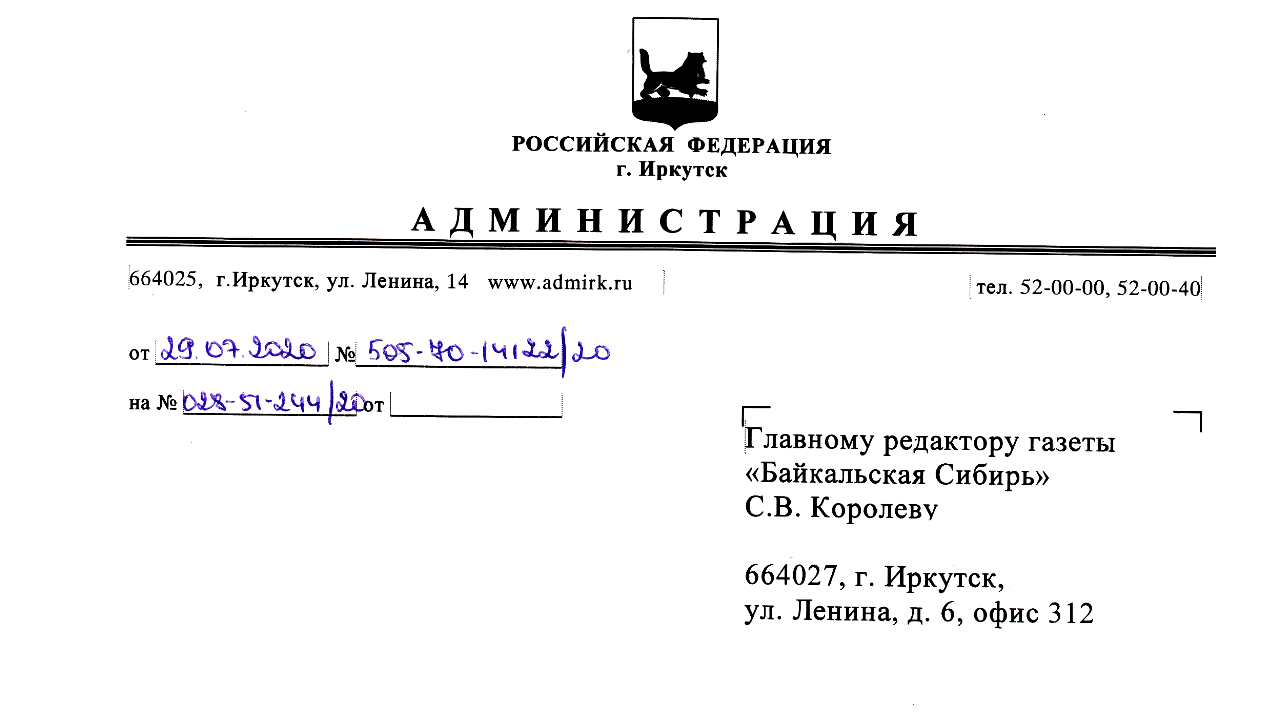 РОССИЙСКАЯ ФЕДЕРАЦИЯ
г. Иркутск
АДМИНИСТРАЦИЯ
664025, г.Иркутск, ул. Ленина, 14 www.admirk.ru
тел. 52-00-00, 52-00-40
от 29.07.2020 № 505-70-14122/20
на № 028-51-244/20 от
Главному редактору газеты
«Байкальская Сибирь»
С.В. Королеву
664027, г. Иркутск,
ул. Ленина, д. 6, офис 312